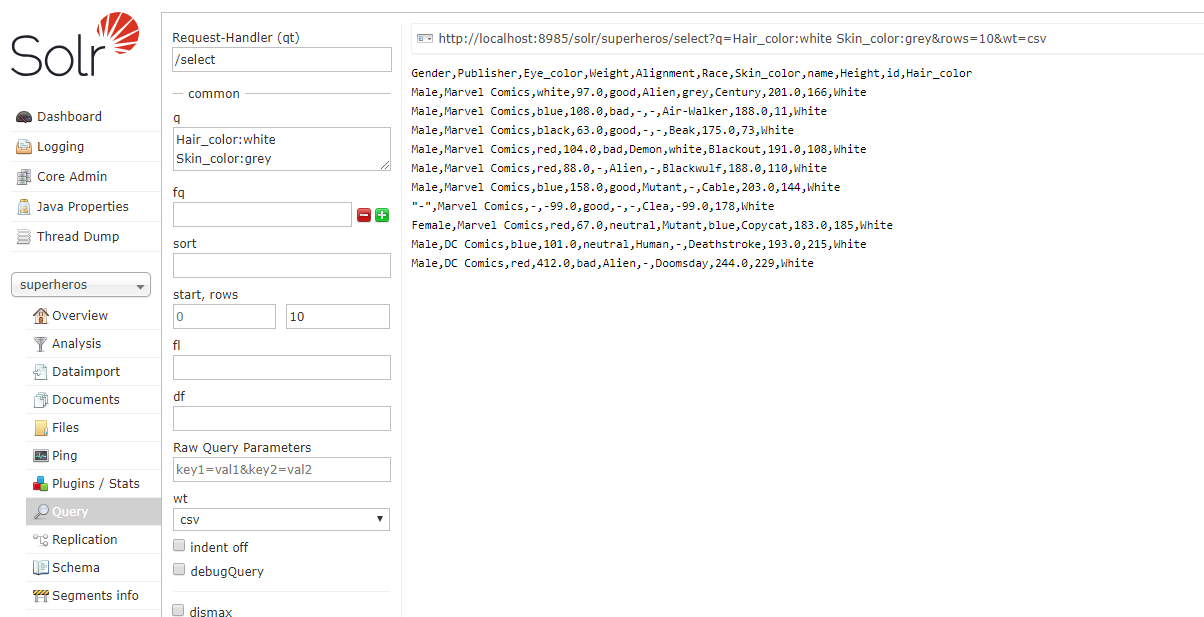 Solr
Dashboard
Logging
Core Admin
Java Properties
Thread Dump
superheros
Overview
Analysis
Dataimport
Documents
Files
Ping
Plugins / Stats
Query
Replication
Schema
Segments info
Request-Handler (qt)
/select
common
q
Hair_color:white
Skin_color:grey
fq
sort
start, rows
0 10
fl
df
Raw Query Parameters
key1=val1&key2=val2
wt
csv
indent off
debugQuery
dismax
http://localhost:8985/solr/superheros/select?q=Hair_color:white Skin_color:grey&rows=10&wt=csv
Gender,Publisher,Eye_color,Weight,Alignment,Race,Skin_color,name,Height,id,Hair_color
Male,Marvel Comics,white,97.0,good,Alien,grey,Century,201.0,166,White
Male,Marvel Comics,blue,108.0,bad,-,-,Air-Walker,188.0,11,White
Male,Marvel Comics,black,63.0,good,-,-,Beak,175.0,73,White
Male,Marvel Comics,red,104.0,bad,Demon,white,Blackout,191.0,108,White
Male,Marvel Comics,red,88.0,-,Alien,-,Blackwulf,188.0,110,White
Male,Marvel Comics,blue,158.0,good,Mutant,-,Cable,203.0,144,White
"-",Marvel Comics,-,-99.0,good,-,-,Clea,-99.0,178,White
Female,Marvel Comics,red,67.0,neutral,Mutant,blue,Copycat,183.0,185,White
Male,DC Comics,blue,101.0,neutral,Human,-,Deathstroke,193.0,215,White
Male,DC Comics,red,412.0,bad,Alien,-,Doomsday,244.0,229,White